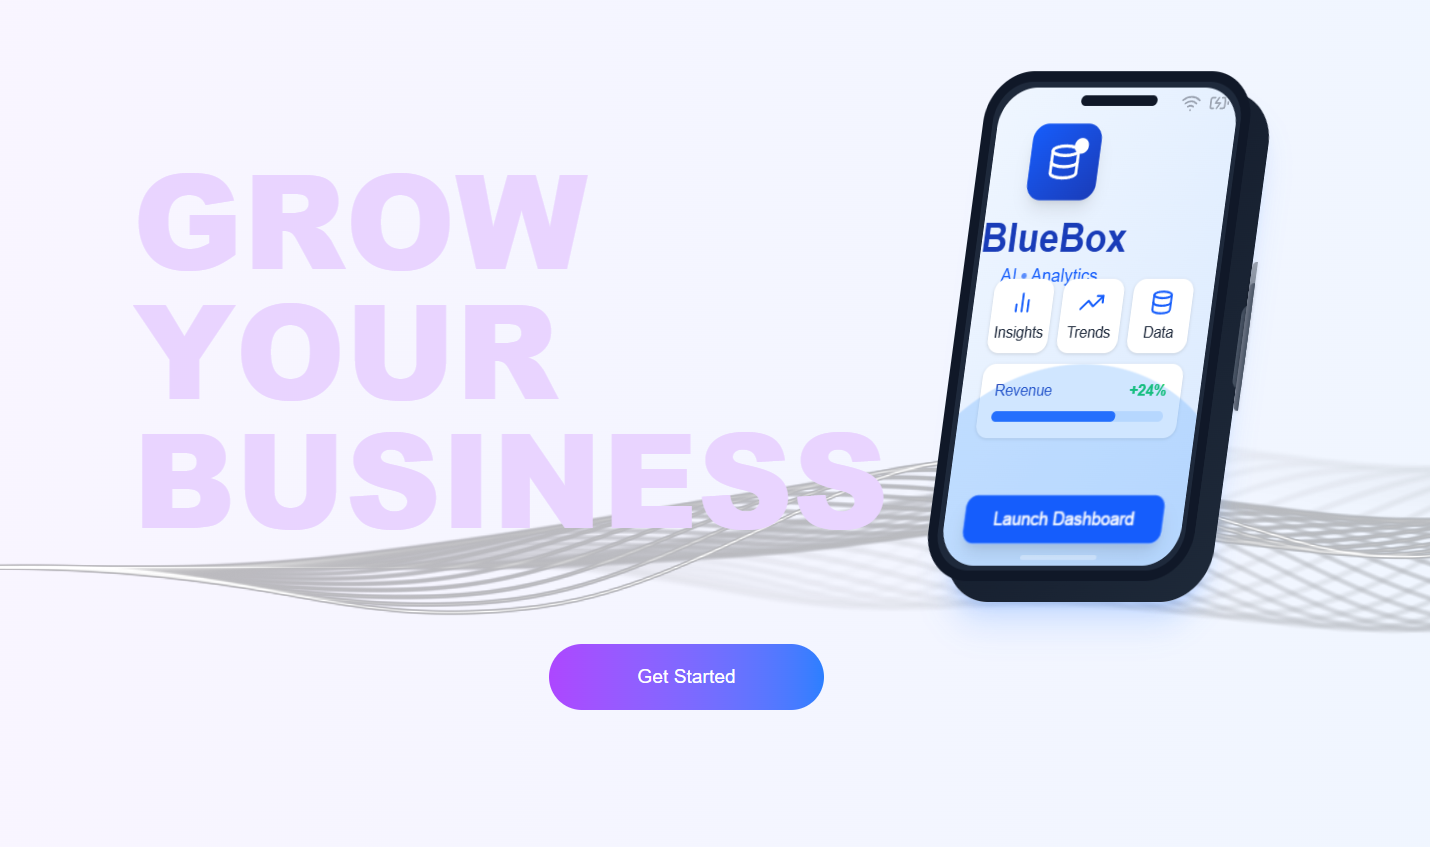 GROW
YOUR
BUSINESS
Get Started
BlueBox
AI • Analytics
Insights
Trends
Data
Revenue
+24%
Launch Dashboard